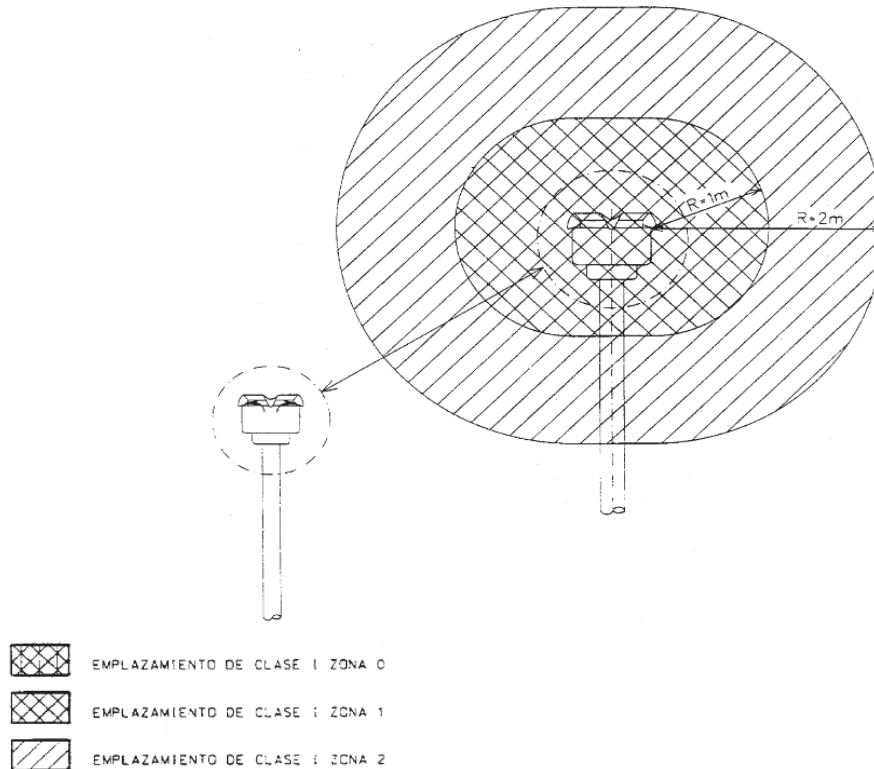 R=1m
R=2m
EMPLAZAMIENTO DE CLASE I ZONA 0
EMPLAZAMIENTO DE CLASE I ZONA 1
EMPLAZAMIENTO DE CLASE I ZONA 2